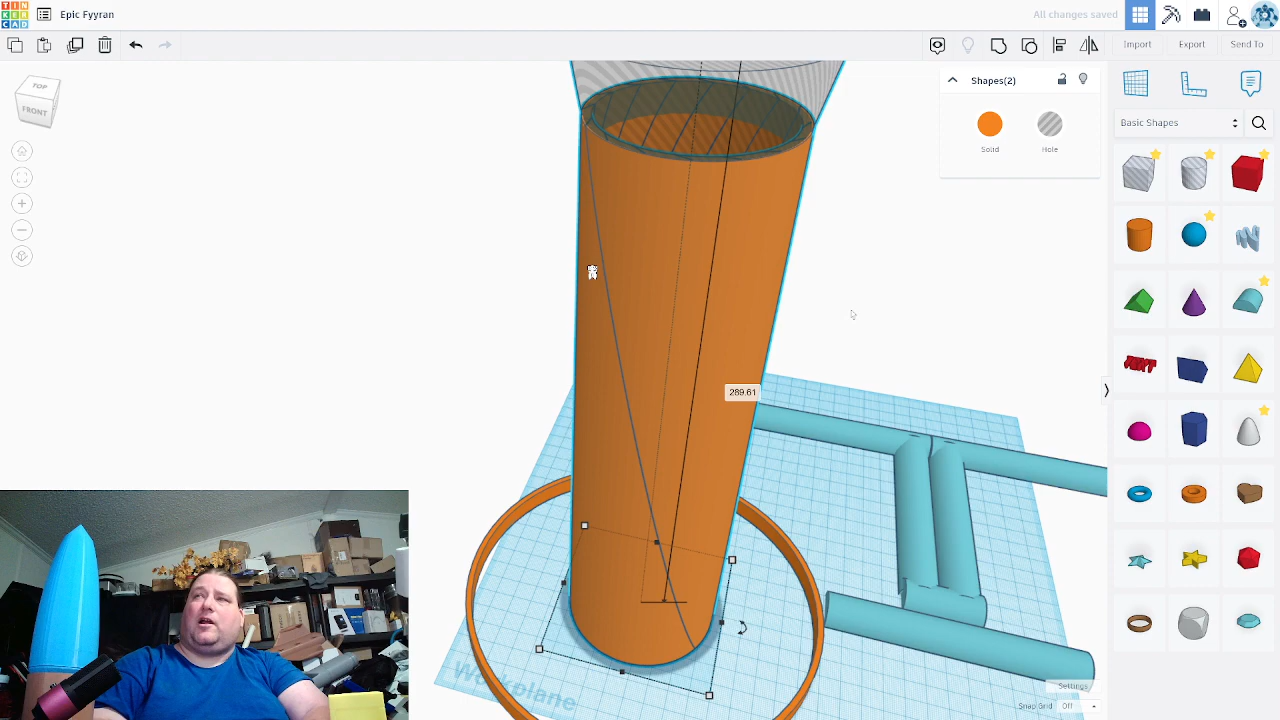 TIN
KER
CAD
Epic Fyyran
All changes saved
Import
Export
Send To
TOP
FRONT
Shapes(2)
Solid
Hole
Basic Shapes
289.61
Workplane
Settings
Snap Grid
Off